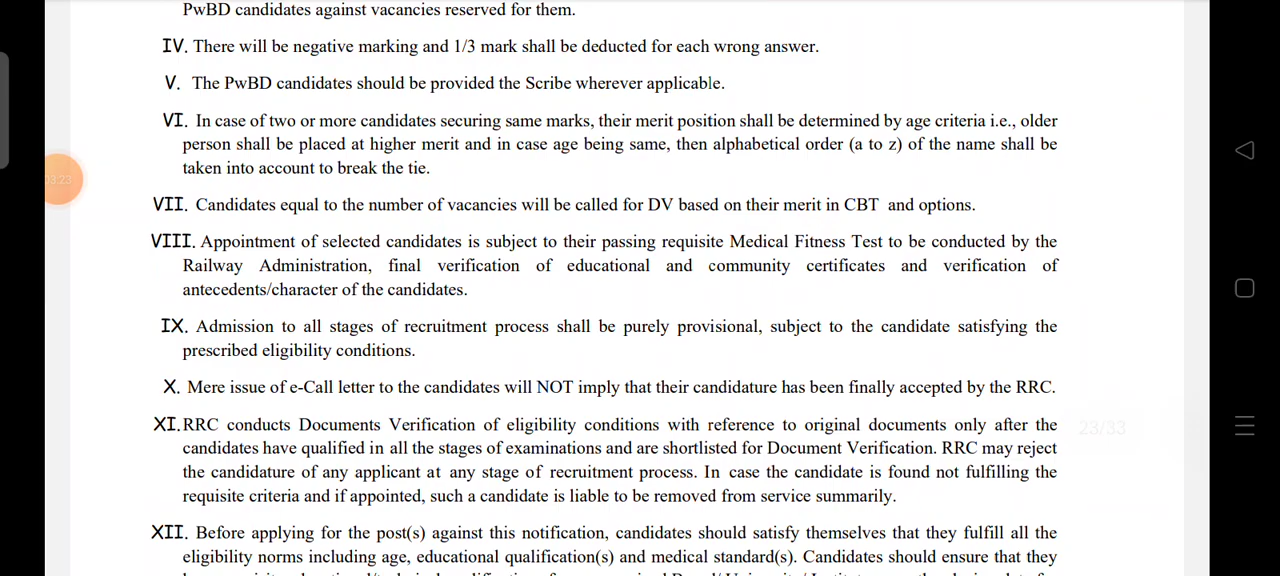 PwBD candidates against vacancies reserved for them.
IV. There will be negative marking and 1/3 mark shall be deducted for each wrong answer.
V. The PwBD candidates should be provided the Scribe wherever applicable.
VI. In case of two or more candidates securing same marks, their merit position shall be determined by age criteria i.e., older
person shall be placed at higher merit and in case age being same, then alphabetical order (a to z) of the name shall be
taken into account to break the tie.
03:23
VII. Candidates equal to the number of vacancies will be called for DV based on their merit in CBT and options.
VIII. Appointment of selected candidates is subject to their passing requisite Medical Fitness Test to be conducted by the
Railway Administration, final verification of educational and community certificates and verification of
antecedents/character of the candidates.
IX. Admission to all stages of recruitment process shall be purely provisional, subject to the candidate satisfying the
prescribed eligibility conditions.
X. Mere issue of e-Call letter to the candidates will NOT imply that their candidature has been finally accepted by the RRC.
XI. RRC conducts Documents Verification of eligibility conditions with reference to original documents only after the
23/33
candidates have qualified in all the stages of examinations and are shortlisted for Document Verification. RRC may reject
the candidature of any applicant at any stage of recruitment process. In case the candidate is found not fulfilling the
requisite criteria and if appointed, such a candidate is liable to be removed from service summarily.
XII. Before applying for the post(s) against this notification, candidates should satisfy themselves that they fulfill all the
eligibility norms including age, educational qualification(s) and medical standard(s). Candidates should ensure that they